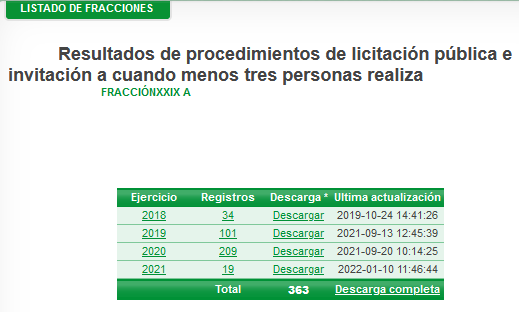 LISTADO DE FRACCIONES
Resultados de procedimientos de licitación pública e
invitación a cuando menos tres personas realiza
FRACCIÓNXXIX A
Ejercicio Registros Descarga * Ultima actualización
2018 34 Descargar 2019-10-24 14:41:26
2019 101 Descargar 2021-09-13 12:45:39
2020 209 Descargar 2021-09-20 10:14:25
2021 19 Descargar 2022-01-10 11:46:44
Total 363 Descarga completa